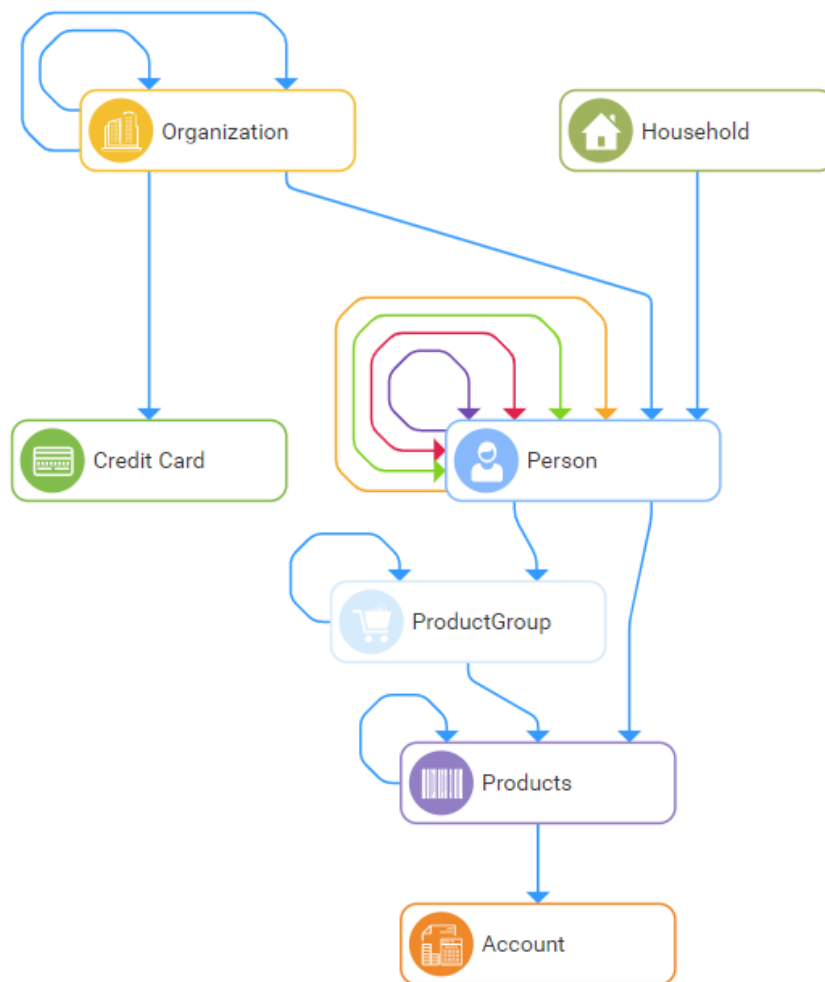 Organization
Household
Credit Card
Person
ProductGroup
Products
Account